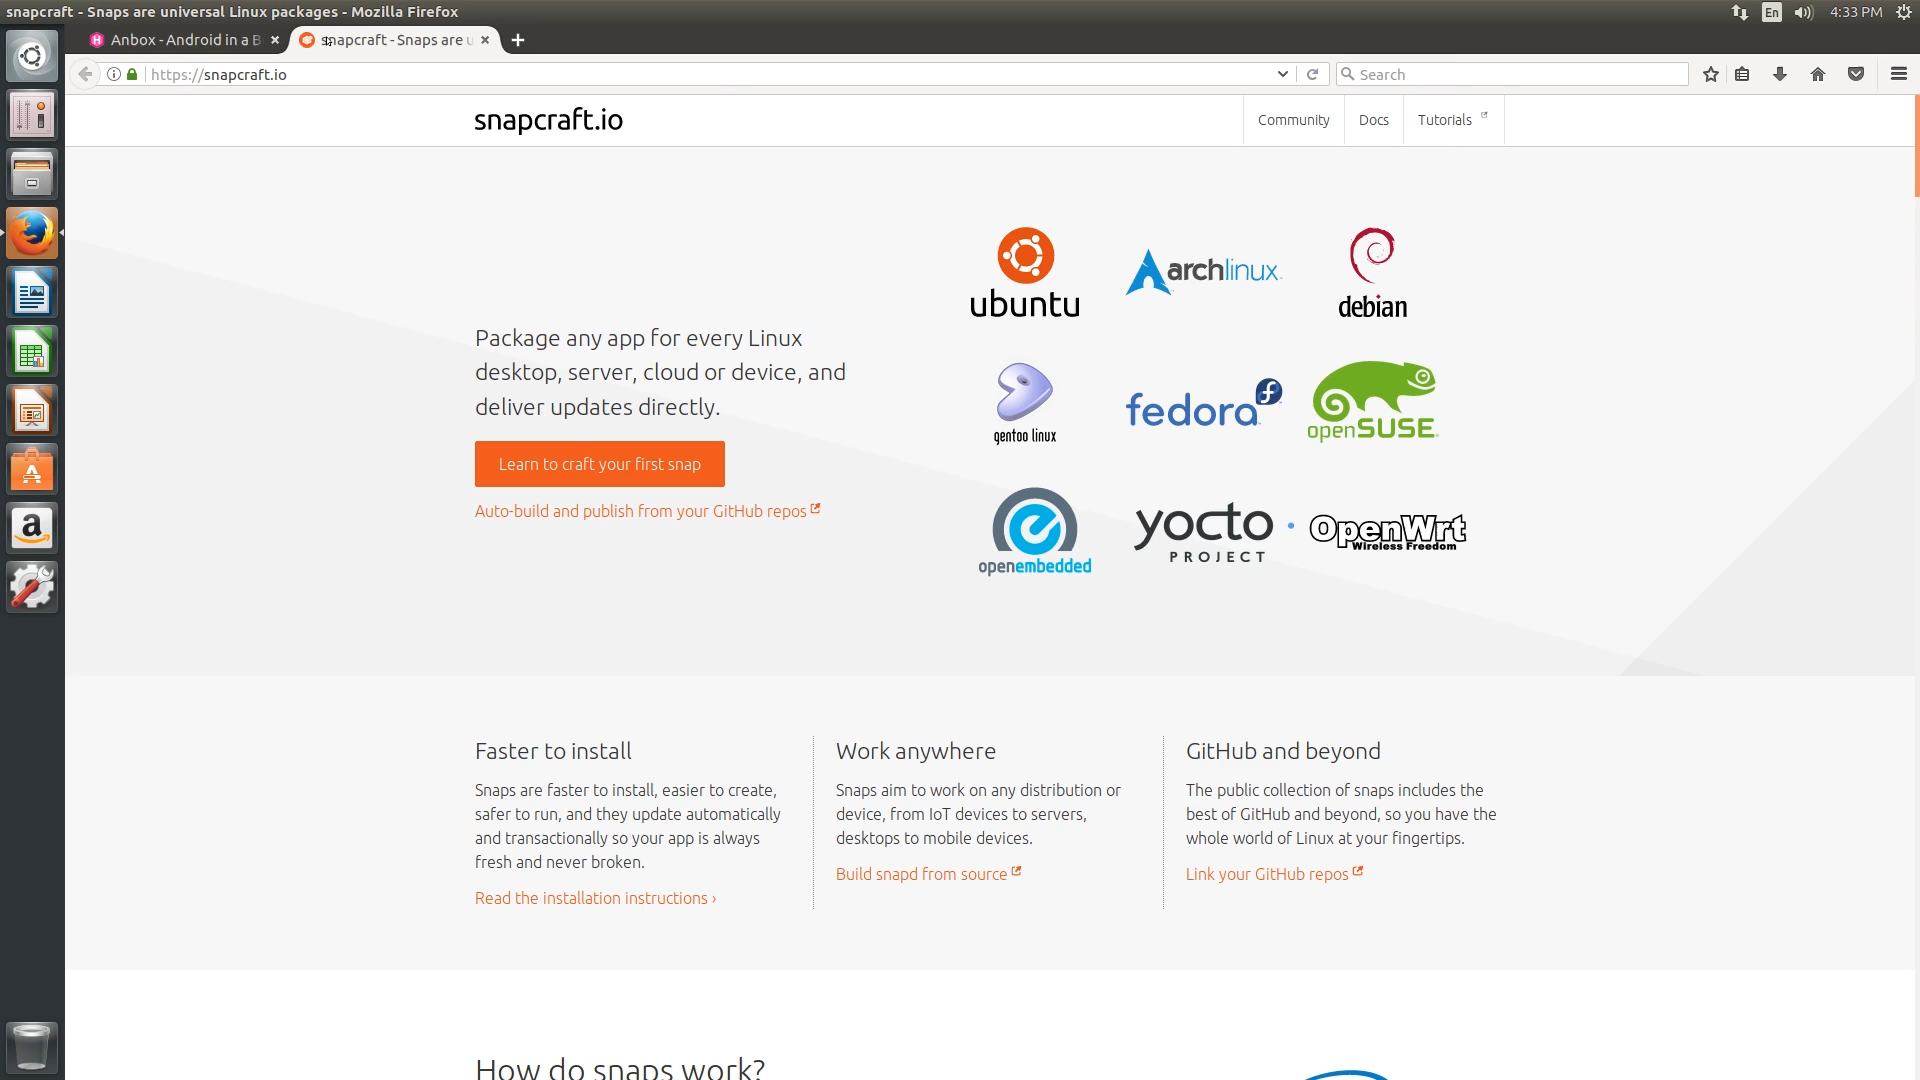 snapcraft - Snaps are universal Linux packages - Mozilla Firefox
En
4:33 PM
Anbox - Android in a B
snapcraft - Snaps are u
https://snapcraft.io
Search
snapcraft.io
Community
Docs
Tutorials
Package any app for every Linux
desktop, server, cloud or device, and
deliver updates directly.
Learn to craft your first snap
Auto-build and publish from your GitHub repos
ubuntu
archlinux
debian
gentoo linux
fedora
openSUSE
openembedded
yocto
PROJECT
OpenWrt
Wireless Freedom
Faster to install
Snaps are faster to install, easier to create,
safer to run, and they update automatically
and transactionally so your app is always
fresh and never broken.
Read the installation instructions ›
Work anywhere
Snaps aim to work on any distribution or
device, from IoT devices to servers,
desktops to mobile devices.
Build snapd from source
GitHub and beyond
The public collection of snaps includes the
best of GitHub and beyond, so you have the
whole world of Linux at your fingertips.
Link your GitHub repos
How do snaps work?